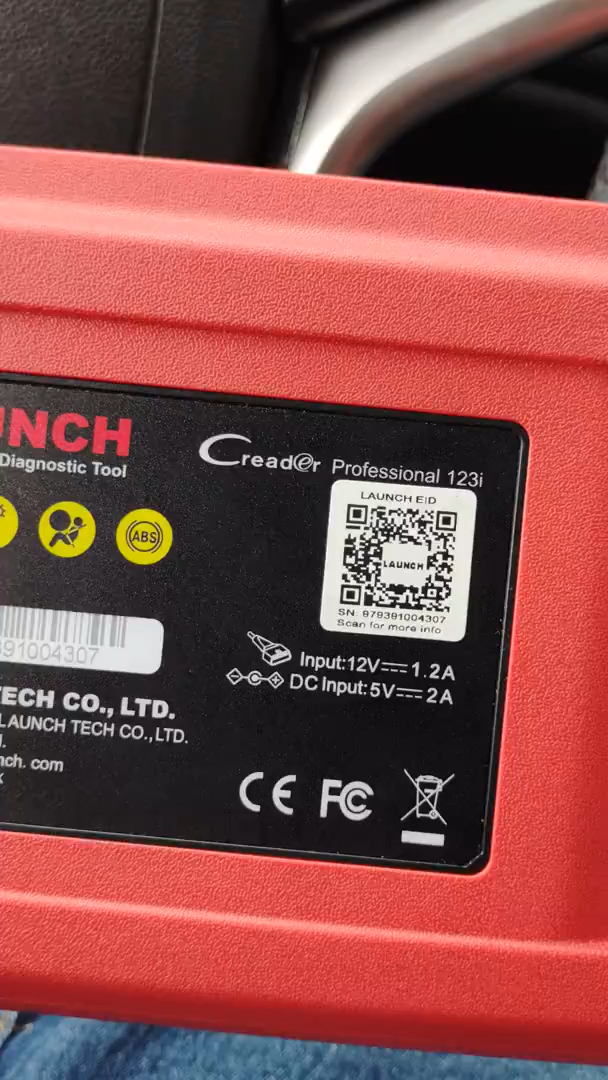 UNCH
Diagnostic Tool
Creader Professional 123i
LAUNCH EID
ABS
LAUNCH
SN: 979391004307
Scan for more info
91004307
Input:12V⎓1.2A
DC Input:5V⎓2A
TECH CO., LTD.
LAUNCH TECH CO.,LTD.
nch. com
CE FC